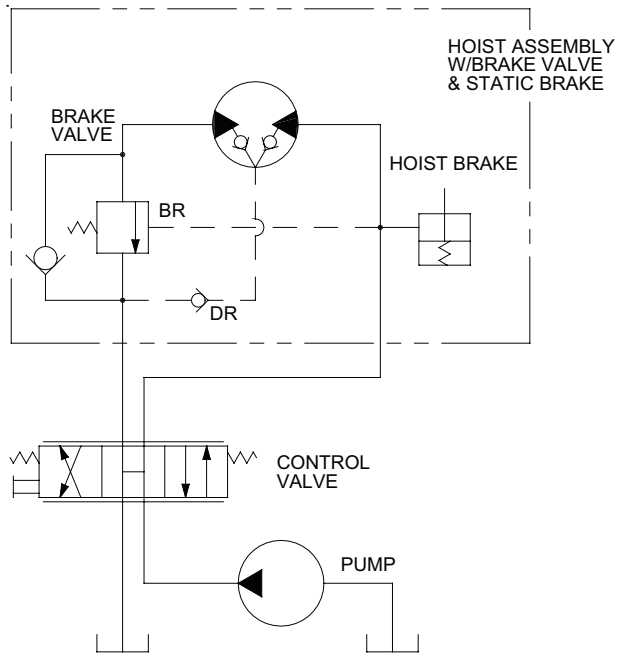 HOIST ASSEMBLY
W/BRAKE VALVE
& STATIC BRAKE
BRAKE
VALVE
HOIST BRAKE
BR
DR
CONTROL
VALVE
PUMP